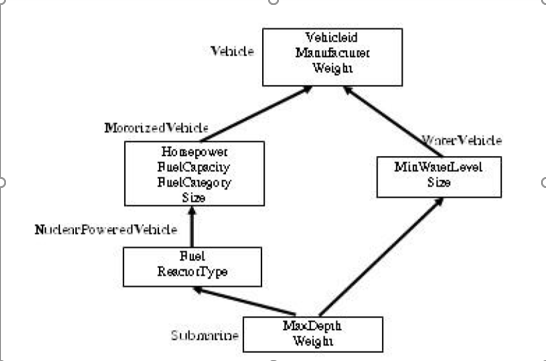 Vehicle
Vehicleid
Manufacturer
Weight
MotorizedVehicle
Horsepower
FuelCapacity
FuelCategory
Size
WaterVehicle
MinWaterLevel
Size
NuclearPoweredVehicle
Fuel
ReactorType
Submarine
MaxDepth
Weight